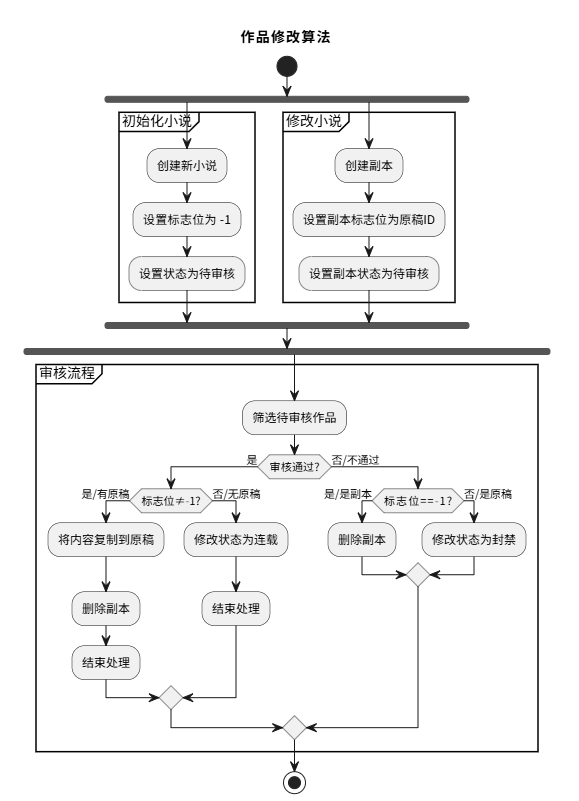 作品修改算法
初始化小说
修改小说
创建新小说
创建副本
设置标志位为 -1
设置副本标志位为原稿ID
设置状态为待审核
设置副本状态为待审核
审核流程
筛选待审核作品
审核通过?
是
否/不通过
标志位≠-1?
是/有原稿
否/无原稿
标志位==-1?
是/是副本
否/是原稿
将内容复制到原稿
修改状态为连载
删除副本
修改状态为封禁
删除副本
结束处理
结束处理